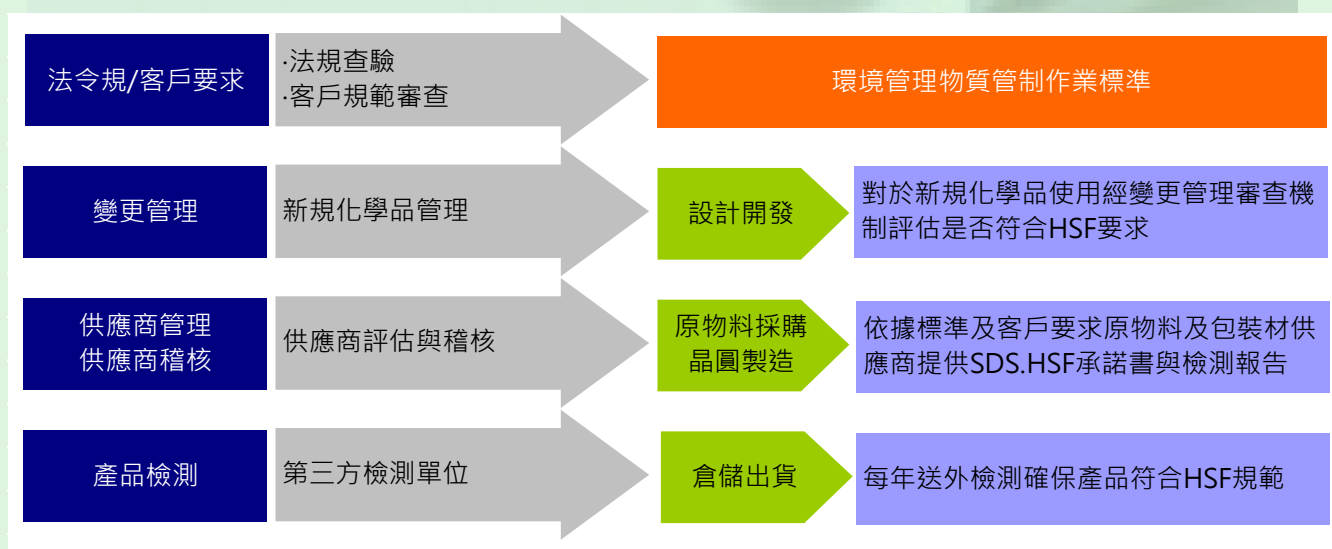 法令規/客戶要求
·法規查驗
·客戶規範審查
環境管理物質管制作業標準
變更管理
新規化學品管理
設計開發
對於新規化學品使用經變更管理審查機
制評估是否符合HSF要求
供應商管理
供應商稽核
供應商評估與稽核
原物料採購
晶圓製造
依據標準及客戶要求原物料及包裝材供
應商提供SDS.HSF承諾書與檢測報告
產品檢測
第三方檢測單位
倉儲出貨
每年送外檢測確保產品符合HSF規範